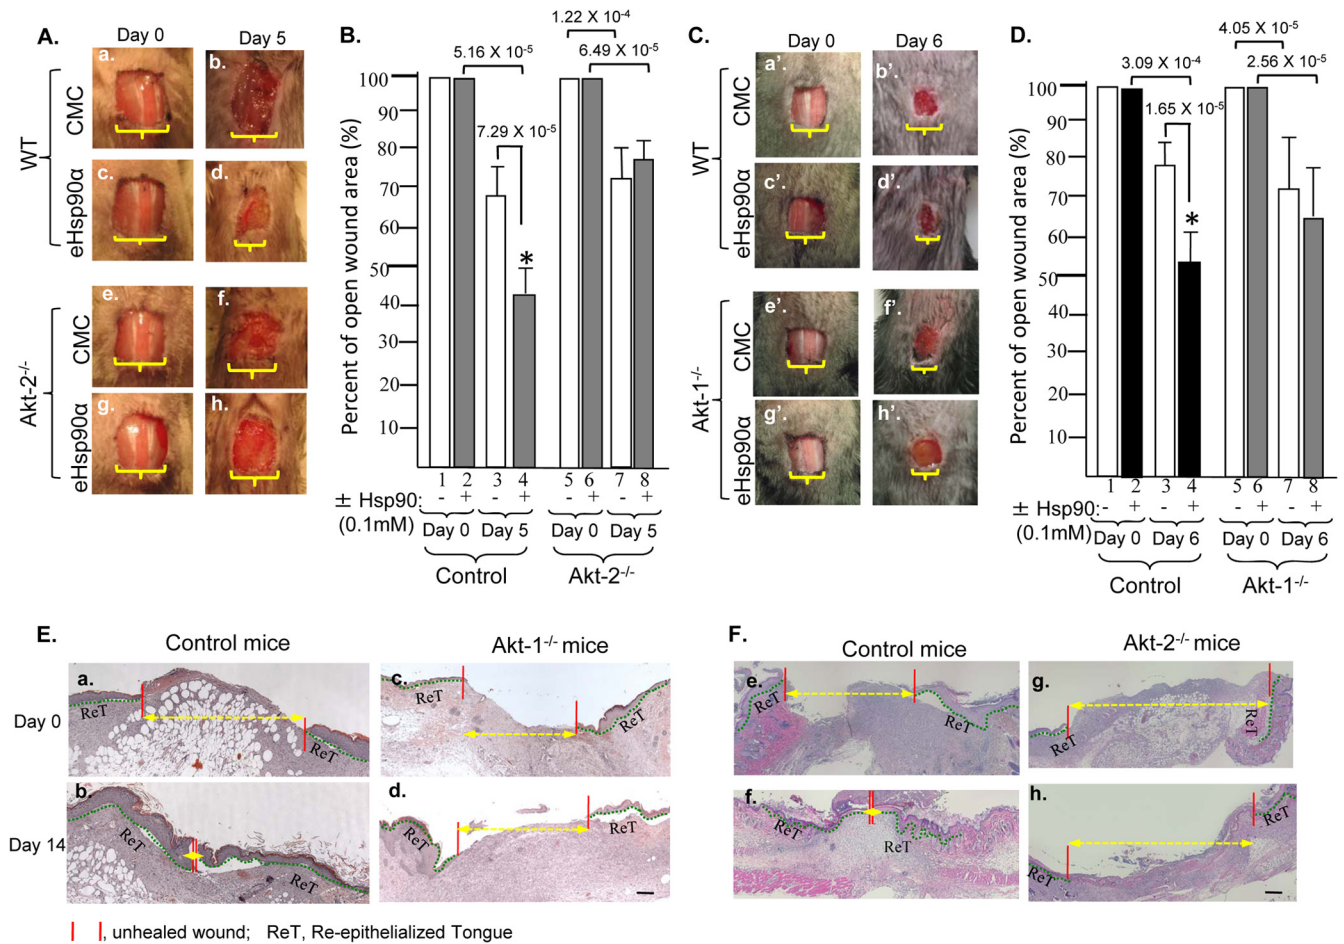 A.
Day 0
Day 5
a.
b.
WT
CMC
c.
d.
eHsp90α
e.
f.
Akt-2-/-
CMC
g.
h.
eHsp90α
B.
1.22 X 10-4
5.16 X 10-5
6.49 X 10-5
7.29 X 10-5
*
Percent of open wound area (%)
100
90
80
70
60
50
40
30
20
10
1 2 3 4 5 6 7 8
± Hsp90: - + - + - + - +
(0.1mM)
Day 0 Day 5 Day 0 Day 5
Control Akt-2-/-
C.
Day 0
Day 6
a'.
b'.
WT
CMC
c'.
d'.
eHsp90α
e'.
f'.
Akt-1-/-
CMC
g'.
h'.
eHsp90α
D.
4.05 X 10-5
3.09 X 10-4
2.56 X 10-5
1.65 X 10-5
*
Percent of open wound area (%)
100
90
80
70
60
50
40
30
20
10
1 2 3 4 5 6 7 8
± Hsp90: - + - + - + - +
(0.1mM)
Day 0 Day 6 Day 0 Day 6
Control Akt-1-/-
E.
Control mice
Akt-1-/- mice
Day 0
a.
ReT
ReT
c.
ReT
ReT
Day 14
b.
ReT
ReT
d.
ReT
ReT
F.
Control mice
Akt-2-/- mice
e.
ReT
ReT
g.
ReT
ReT
f.
ReT
ReT
h.
ReT
ReT
| |, unhealed wound; ReT, Re-epithelialized Tongue